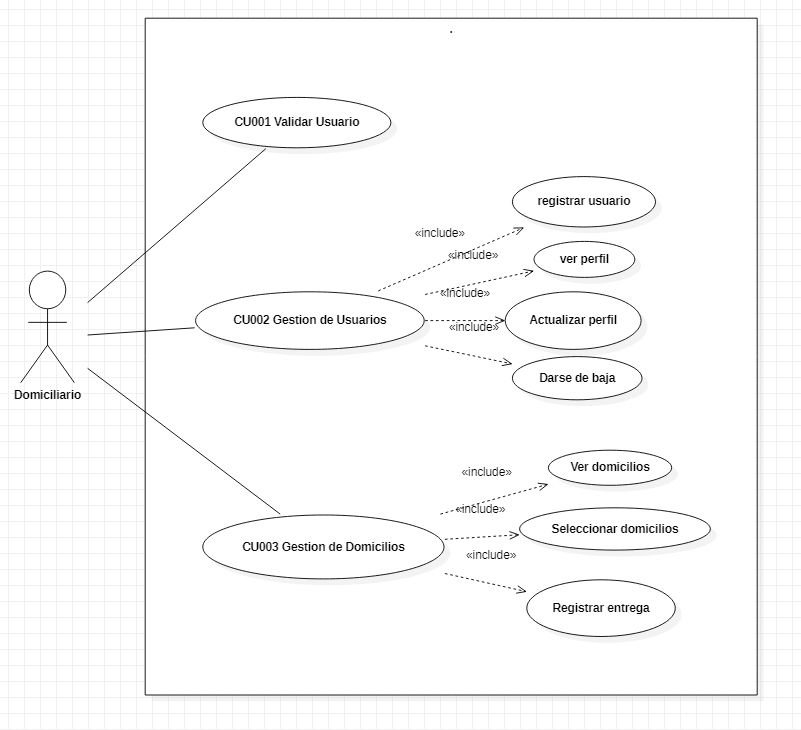 CU001 Validar Usuario
registrar usuario
«include»
«include»
ver perfil
«include»
CU002 Gestion de Usuarios
Actualizar perfil
«include»
Darse de baja
Domiciliario
Ver domicilios
«include»
«include»
Seleccionar domicilios
CU003 Gestion de Domicilios
«include»
Registrar entrega